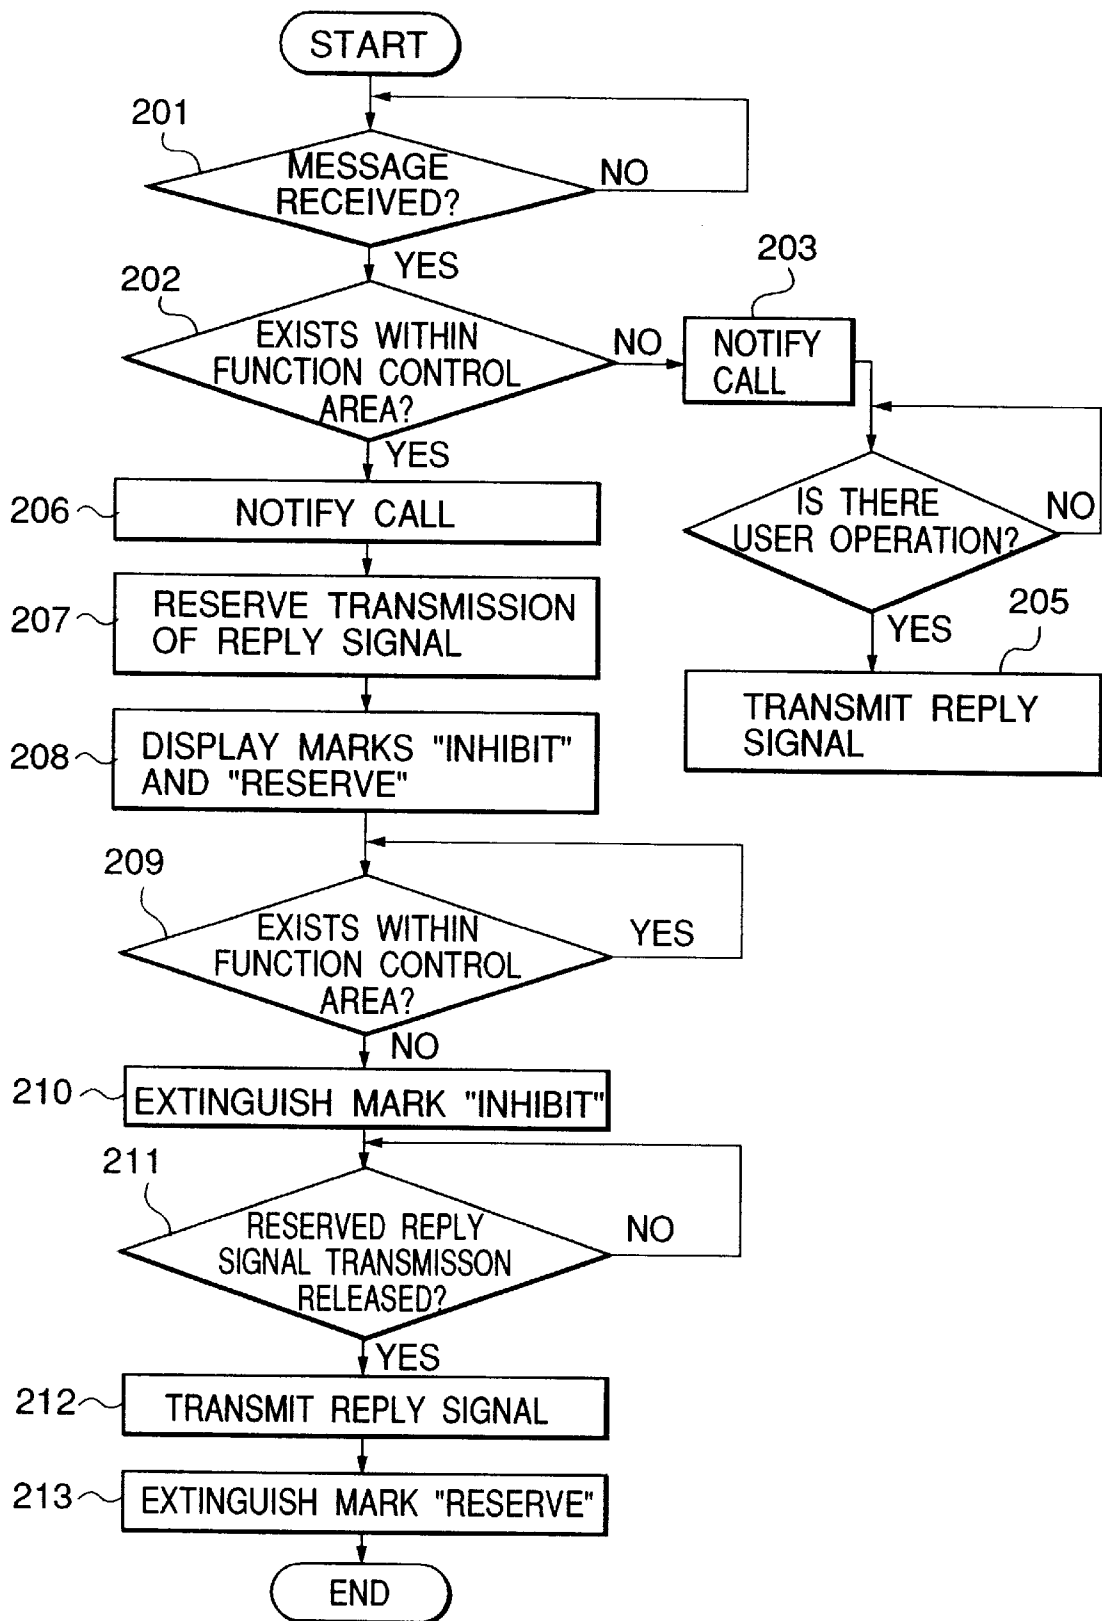 START
201
MESSAGE
RECEIVED?
NO
YES
202
EXISTS WITHIN
FUNCTION CONTROL
AREA?
NO
203
NOTIFY
CALL
IS THERE
USER OPERATION?
NO
YES
205
TRANSMIT REPLY
SIGNAL
YES
206
NOTIFY CALL
207
RESERVE TRANSMISSION
OF REPLY SIGNAL
208
DISPLAY MARKS "INHIBIT"
AND "RESERVE"
209
EXISTS WITHIN
FUNCTION CONTROL
AREA?
YES
NO
210
EXTINGUISH MARK "INHIBIT"
211
RESERVED REPLY
SIGNAL TRANSMISSON
RELEASED?
NO
YES
212
TRANSMIT REPLY SIGNAL
213
EXTINGUISH MARK "RESERVE"
END